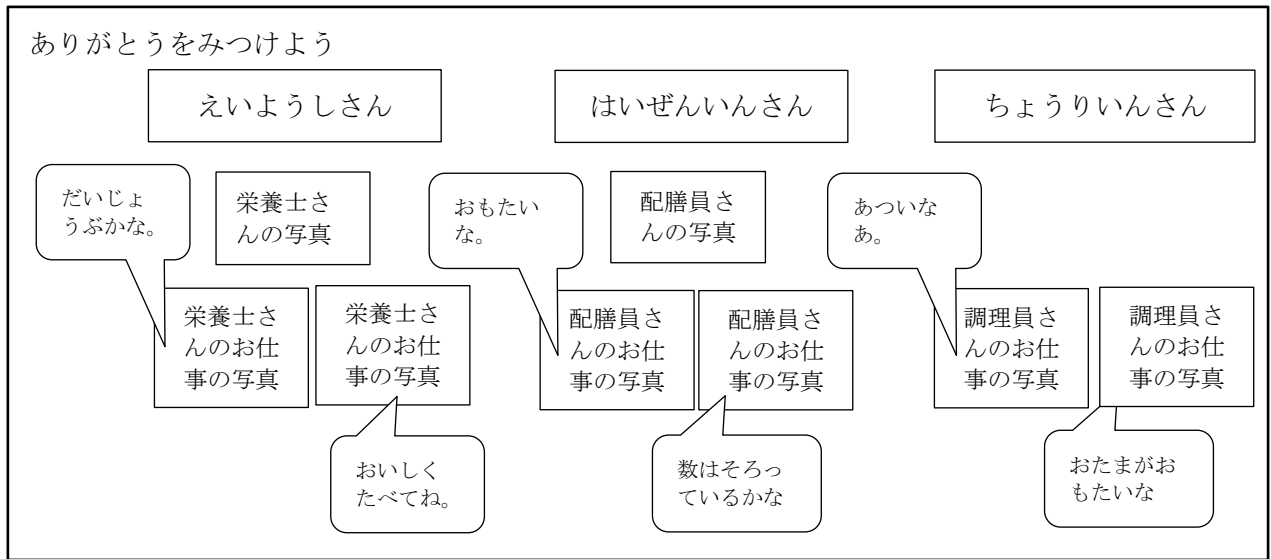 ありがとうをみつけよう
えいようしさん
はいぜんいんさん
ちょうりいんさん
だいじょ
うぶかな。
栄養士さ
んの写真
おもたい
な。
配膳員さ
んの写真
あついな
あ。
栄養士さ
んのお仕
事の写真
栄養士さ
んのお仕
事の写真
配膳員さ
んのお仕
事の写真
配膳員さ
んのお仕
事の写真
調理員さ
んのお仕
事の写真
調理員さ
んのお仕
事の写真
おいしく
たべてね。
数はそろっ
ているかな
おたまがお
もたいな